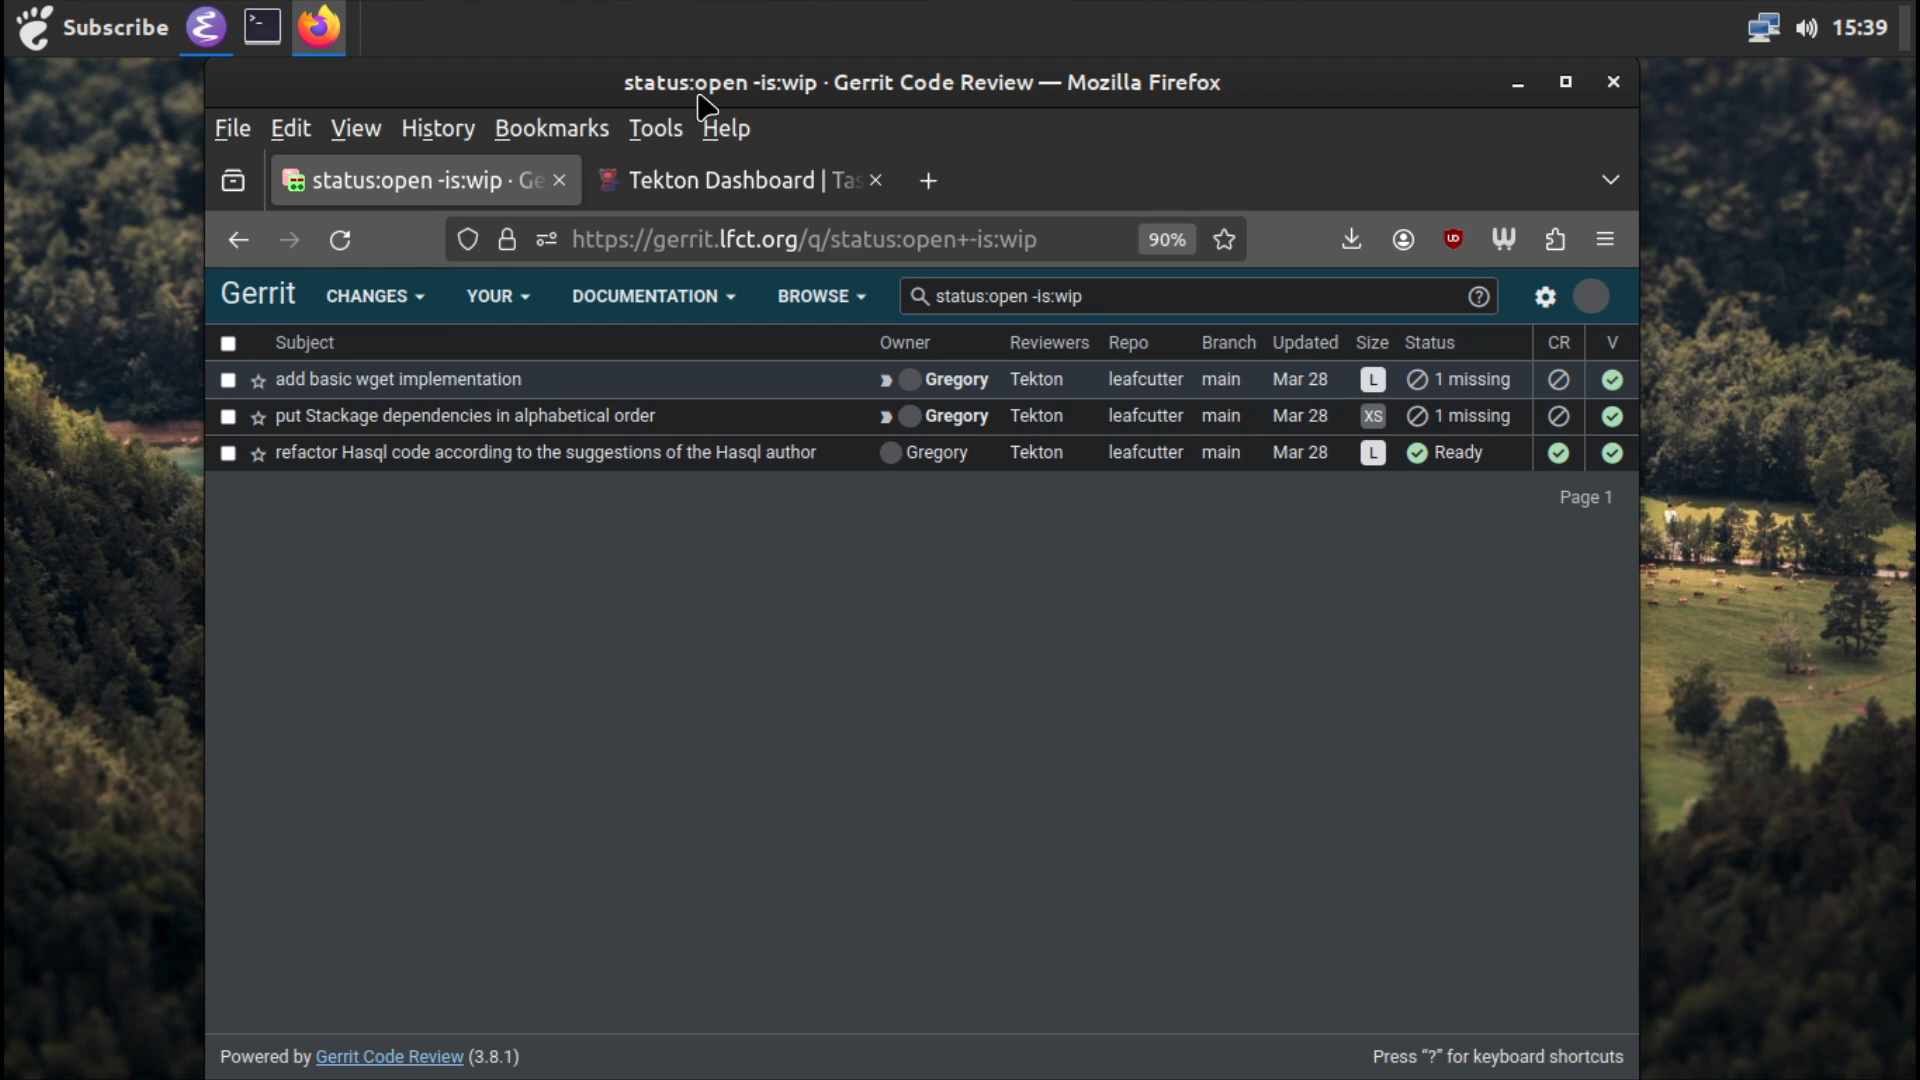 Subscribe
15:39
status:open -is:wip · Gerrit Code Review — Mozilla Firefox
File Edit View History Bookmarks Tools Help
status:open -is:wip · Ge
Tekton Dashboard | Tas
https://gerrit.lfct.org/q/status:open+-is:wip
90%
Gerrit CHANGES YOUR DOCUMENTATION BROWSE
status:open -is:wip
Subject Owner Reviewers Repo Branch Updated Size Status CR V
add basic wget implementation Gregory Tekton leafcutter main Mar 28 L 1 missing
put Stackage dependencies in alphabetical order Gregory Tekton leafcutter main Mar 28 XS 1 missing
refactor Hasql code according to the suggestions of the Hasql author Gregory Tekton leafcutter main Mar 28 L Ready
Page 1
Powered by Gerrit Code Review (3.8.1)
Press “?” for keyboard shortcuts